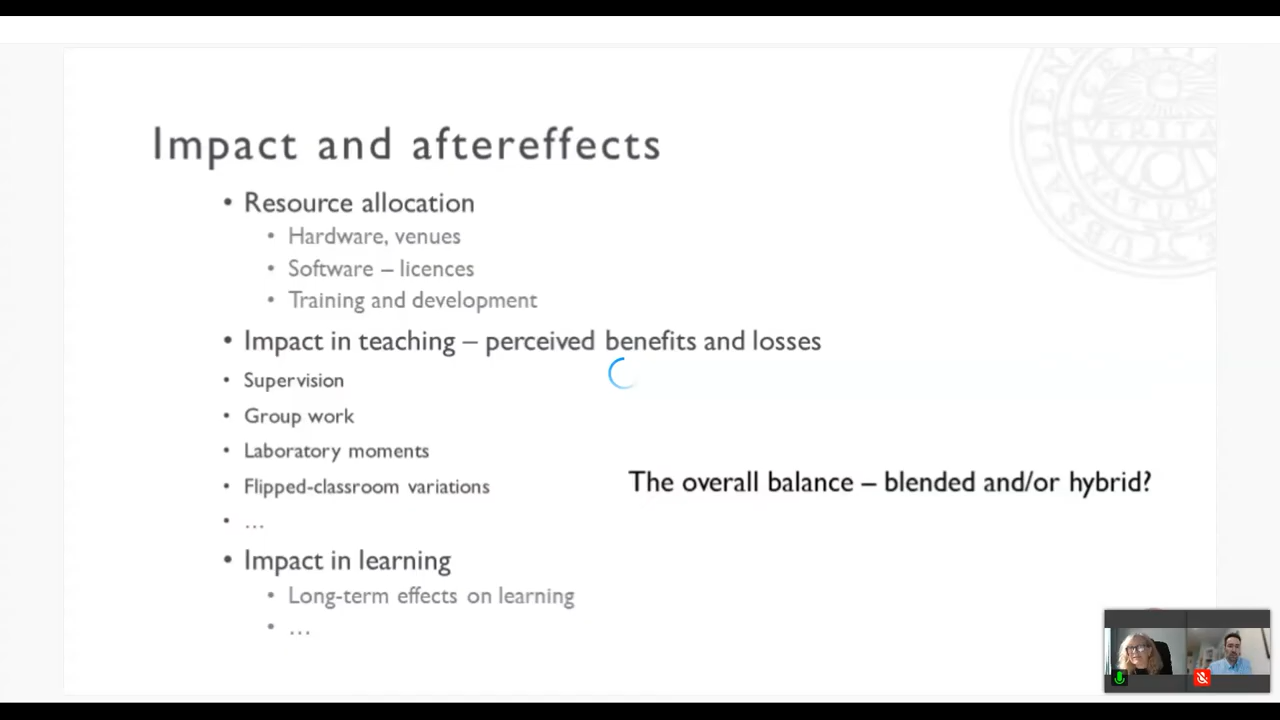 Impact and aftereffects
• Resource allocation
• Hardware, venues
• Software – licences
• Training and development
• Impact in teaching – perceived benefits and losses
• Supervision
• Group work
• Laboratory moments
• Flipped-classroom variations
The overall balance – blended and/or hybrid?
• ...
• Impact in learning
• Long-term effects on learning
• ...